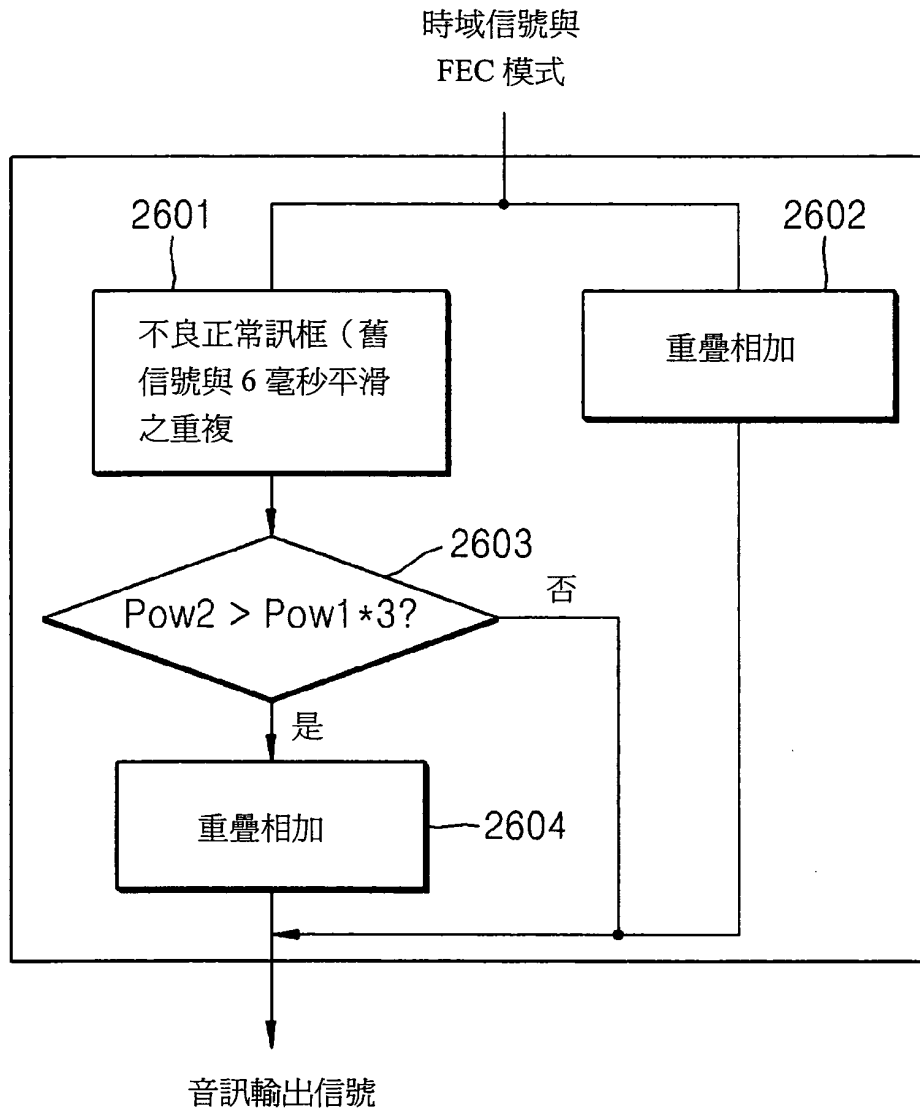 時域信號與
FEC 模式
2601
2602
不良正常訊框（舊
信號與 6 毫秒平滑
之重複
重疊相加
2603
Pow2 > Pow1*3?
否
是
重疊相加
2604
音訊輸出信號